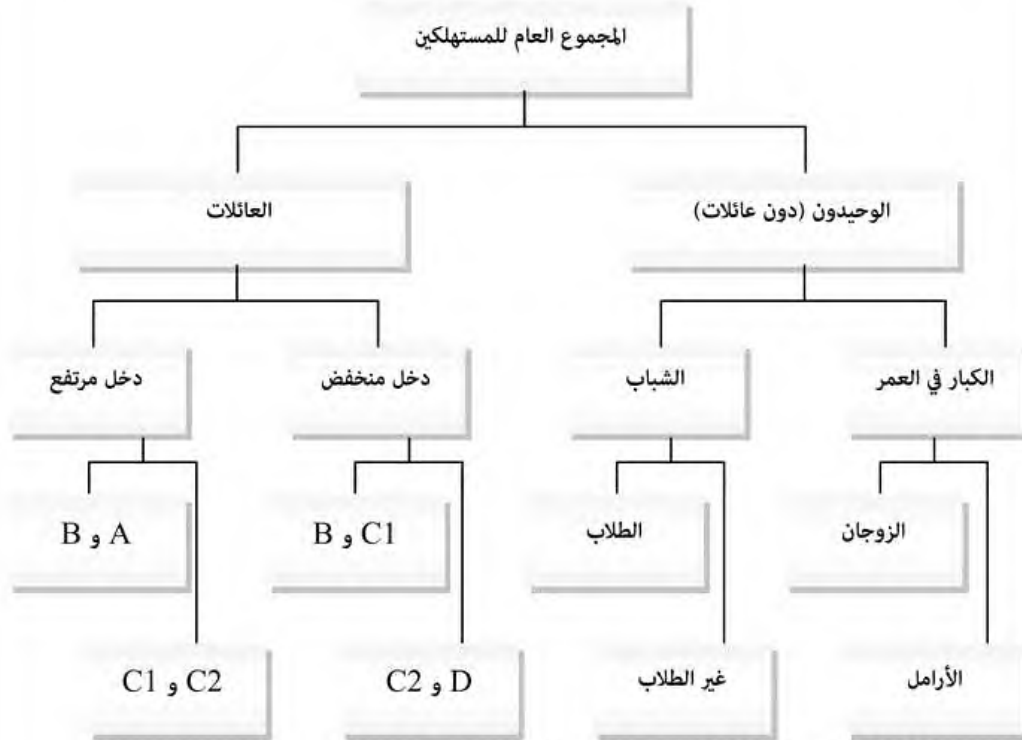 المجموع العام للمستهلكين
الوحيدون (دون عائلات)
العائلات
الكبار في العمر
الشباب
دخل منخفض
دخل مرتفع
الزوجان
الطلاب
C1 و B
A و B
الأرامل
غير الطلاب
D و C2
C2 و C1